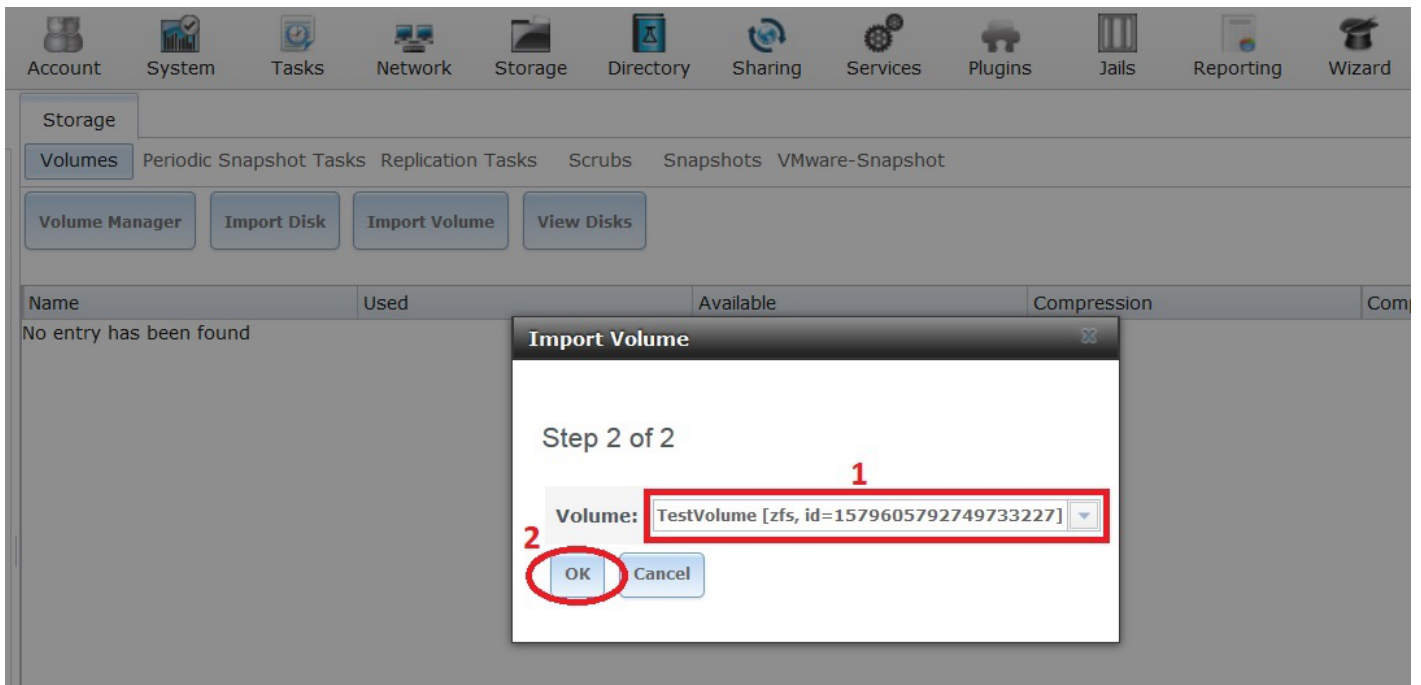 Account System Tasks Network Storage Directory Sharing Services Plugins Jails Reporting Wizard
Storage
Volumes Periodic Snapshot Tasks Replication Tasks Scrubs Snapshots VMware-Snapshot
Volume Manager Import Disk Import Volume View Disks
Name Used Available Compression Com
No entry has been found
Import Volume
Step 2 of 2
1
Volume: TestVolume [zfs, id=1579605792749733227]
2
OK Cancel